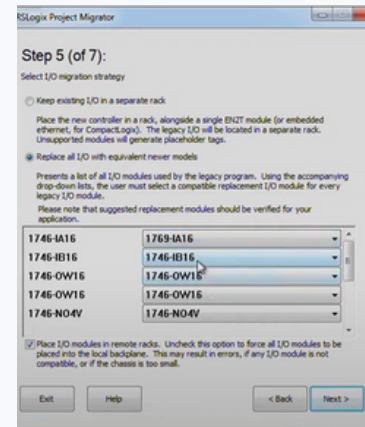 RSLogix Project Migrator
Step 5 (of 7):
Select I/O migration strategy
Keep existing I/O in a separate rack
Place the new controller in a rack, alongside a single EN2T module (or embedded
ethernet, for CompactLogix). The legacy I/O will be located in a separate rack.
Unsupported modules will generate placeholder tags.
Replace all I/O with equivalent newer models
Presents a list of all I/O modules used by the legacy program. Using the accompanying
drop-down lists, the user must select a compatible replacement I/O module for every
legacy I/O module.
Please note that suggested replacement modules should be verified for your
application.
1746-IA16 1769-IA16
1746-IB16 1746-IB16
1746-OW16 1746-OW16
1746-OW16 1746-OW16
1746-NO4V 1746-NO4V
Place I/O modules in remote racks. Uncheck this option to force all I/O modules to be
placed into the local backplane. This may result in errors, if any I/O module is not
compatible, or if the chassis is too small.
Exit Help < Back Next >